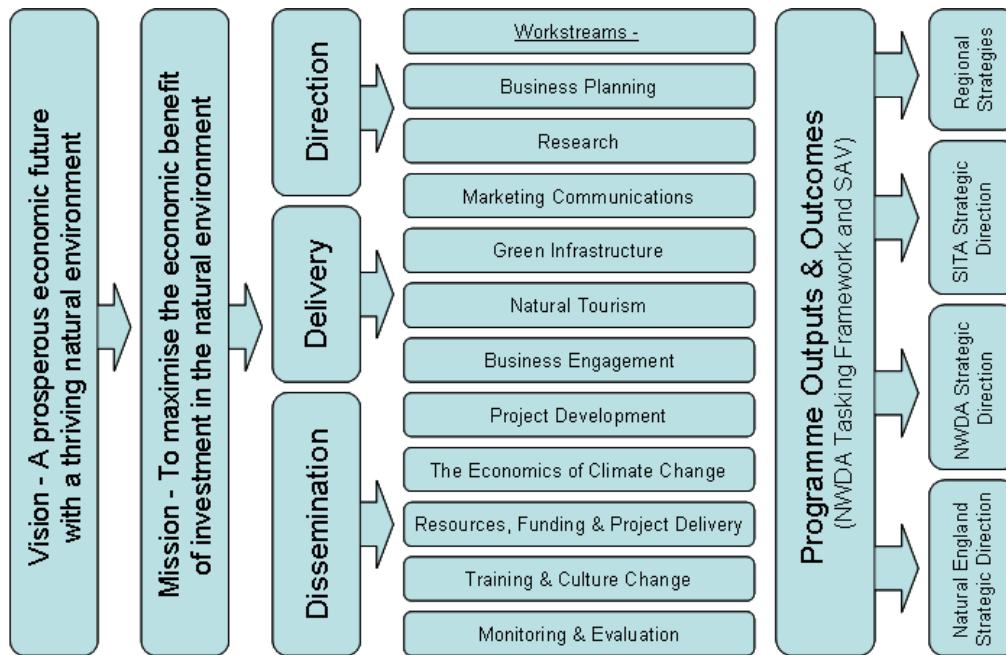 Vision - A prosperous economic future
with a thriving natural environment
Mission - To maximise the economic benefit
of investment in the natural environment
Direction
Delivery
Dissemination
Workstreams -
Business Planning
Research
Marketing Communications
Green Infrastructure
Natural Tourism
Business Engagement
Project Development
The Economics of Climate Change
Resources, Funding & Project Delivery
Training & Culture Change
Monitoring & Evaluation
Programme Outputs & Outcomes
(NWDA Tasking Framework and SAV)
Regional
Strategies
SITA Strategic
Direction
NWDA Strategic
Direction
Natural England
Strategic Direction